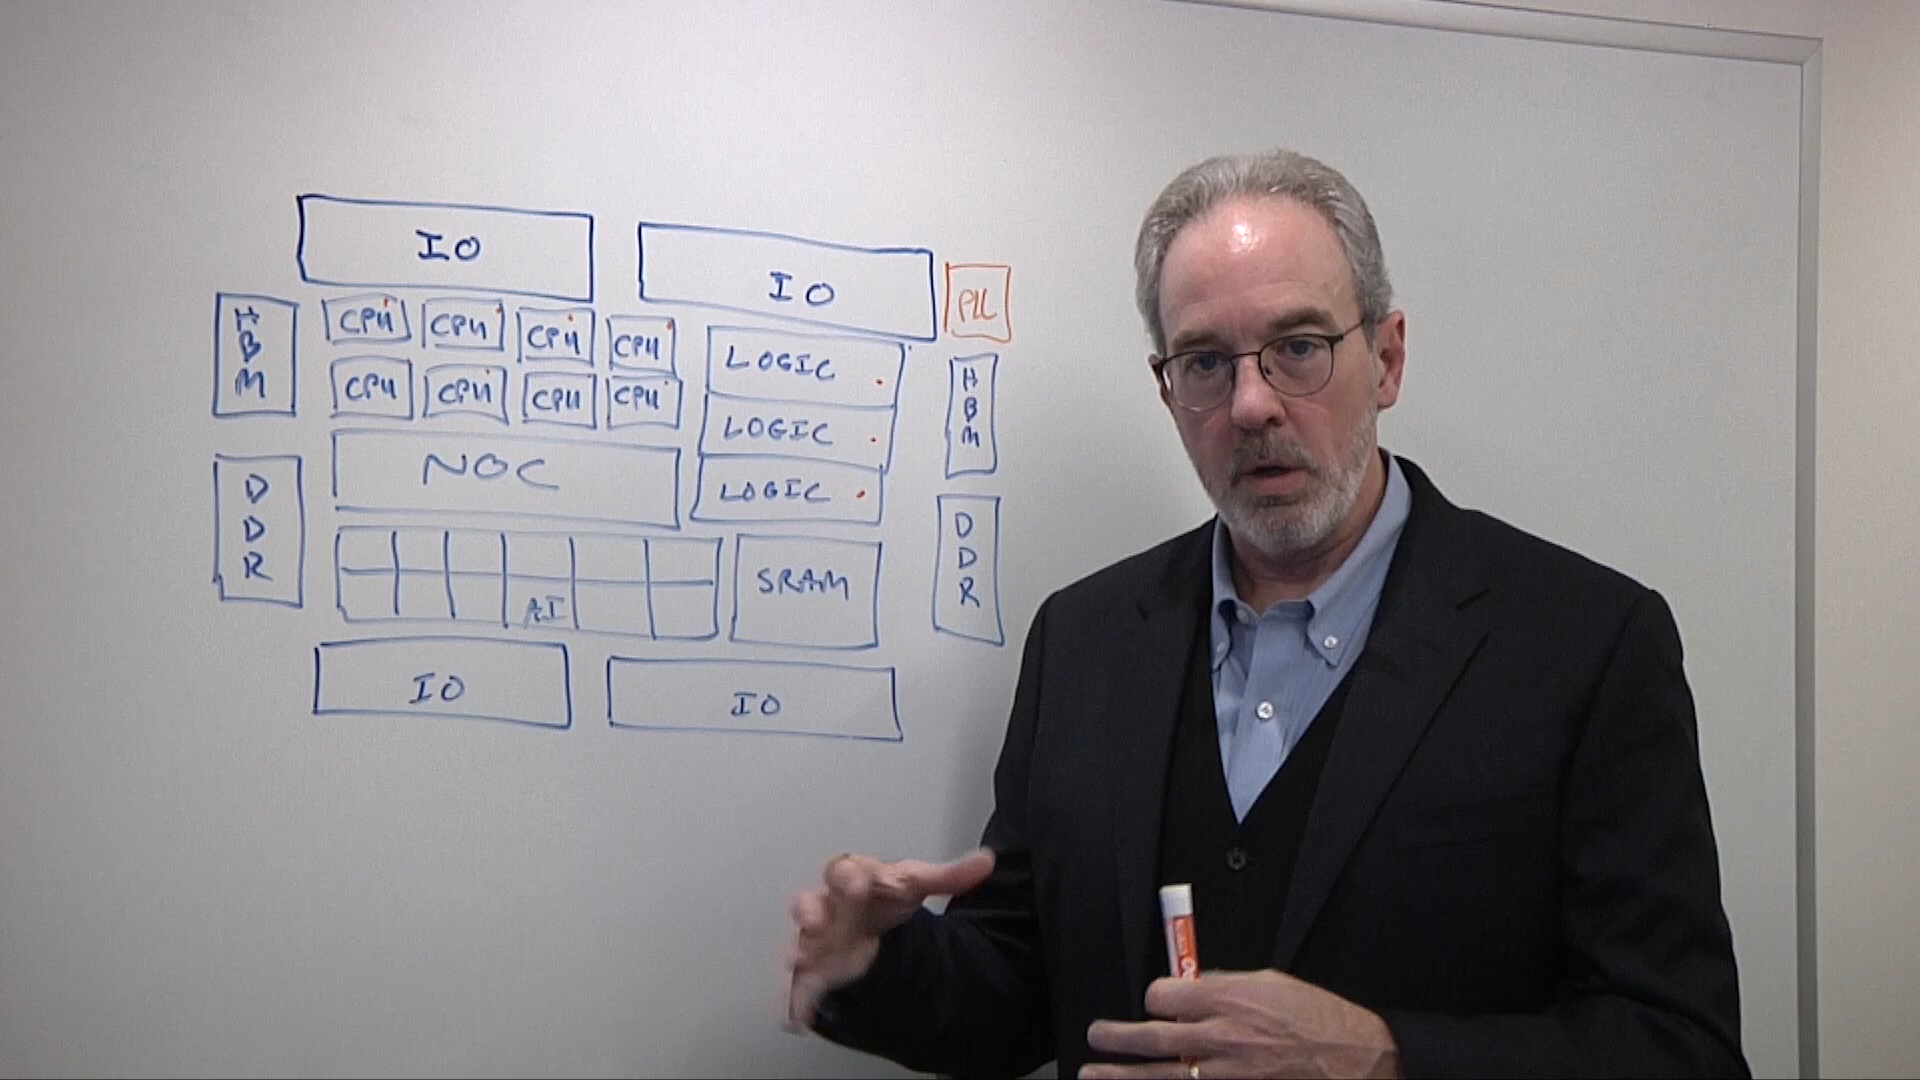 IO
IO
PLL
HBM
CPU CPU CPU CPU
LOGIC
HBM
CPU CPU CPU CPU
LOGIC
NOC
LOGIC
DDR
DDR
AI
SRAM
IO
IO